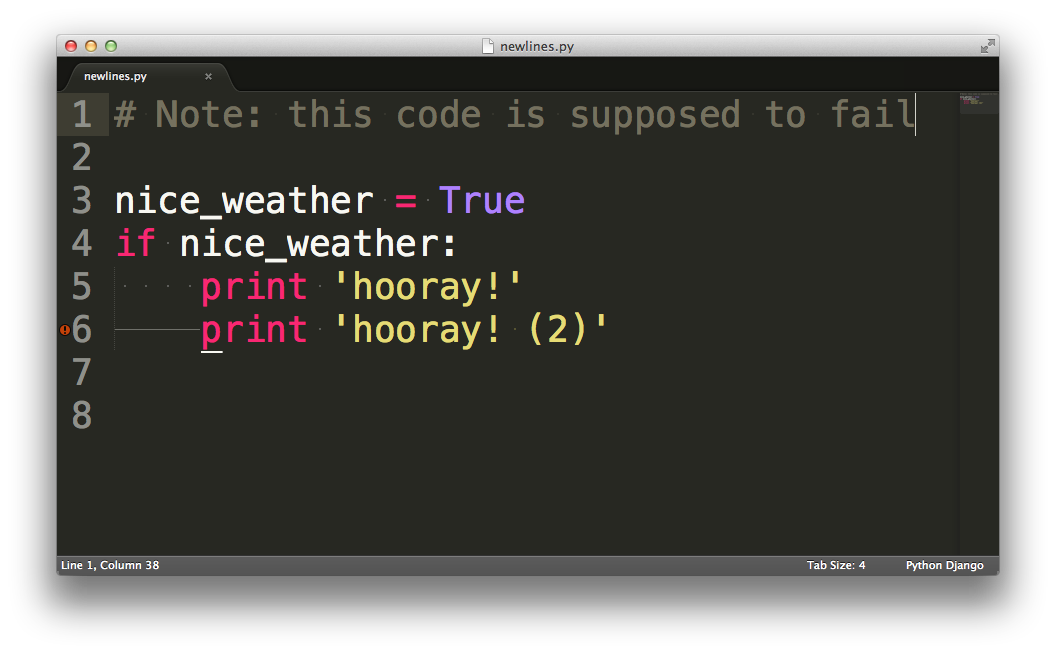 newlines.py
newlines.py ×
1 # Note: this code is supposed to fail
2
3 nice_weather = True
4 if nice_weather:
5     print 'hooray!'
6 	print 'hooray! (2)'
7
8
Line 1, Column 38 Tab Size: 4 Python Django